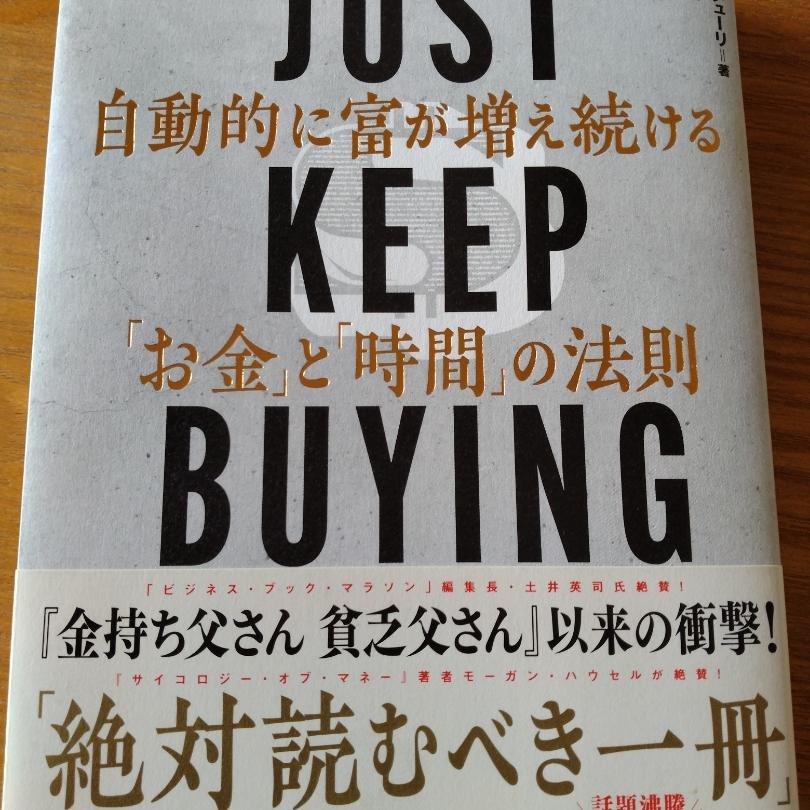 JUST
ューリ=著
自動的に富が増え続ける
KEEP
「お金」と「時間」の法則
BUYING
「ビジネス・ブック・マラソン」編集長・土井英司氏絶賛!
『金持ち父さん 貧乏父さん』以来の衝撃!
『サイコロジー・オブ・マネー』著者モーガン・ハウセルが絶賛!
「絶対読むべき一冊」
話題沸騰